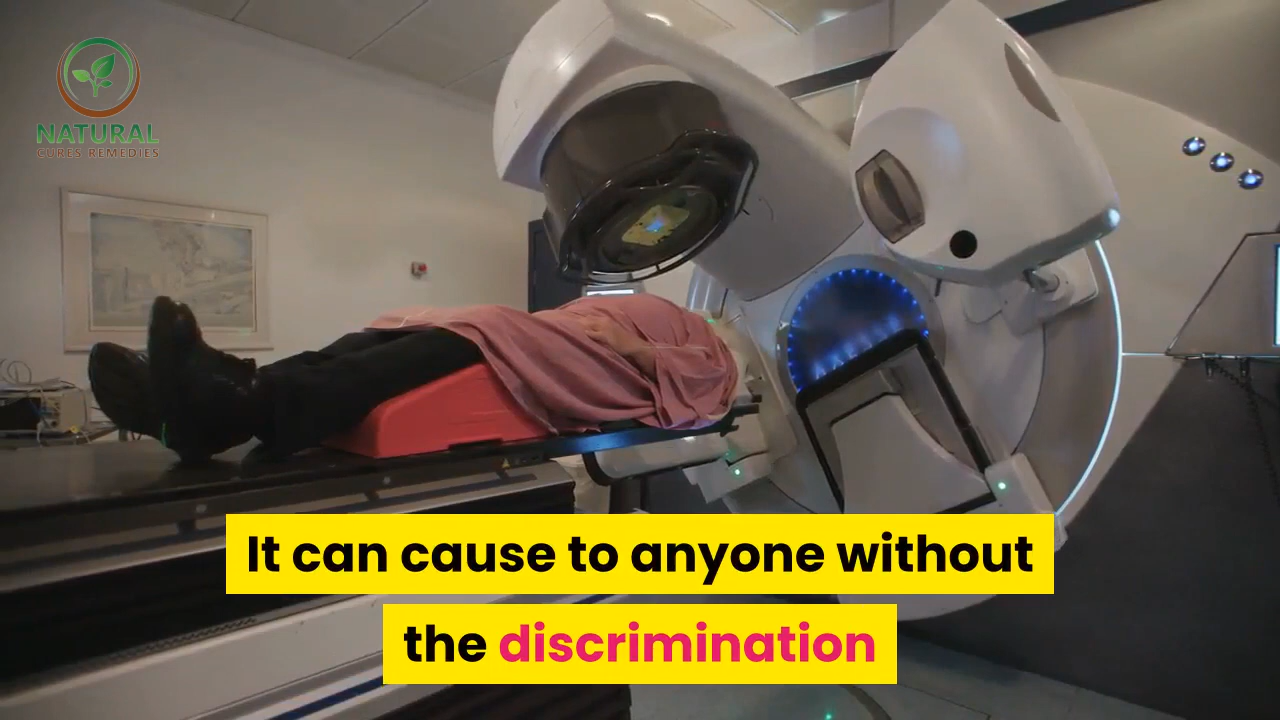 NATURAL
CURES REMEDIES
It can cause to anyone without
the discrimination